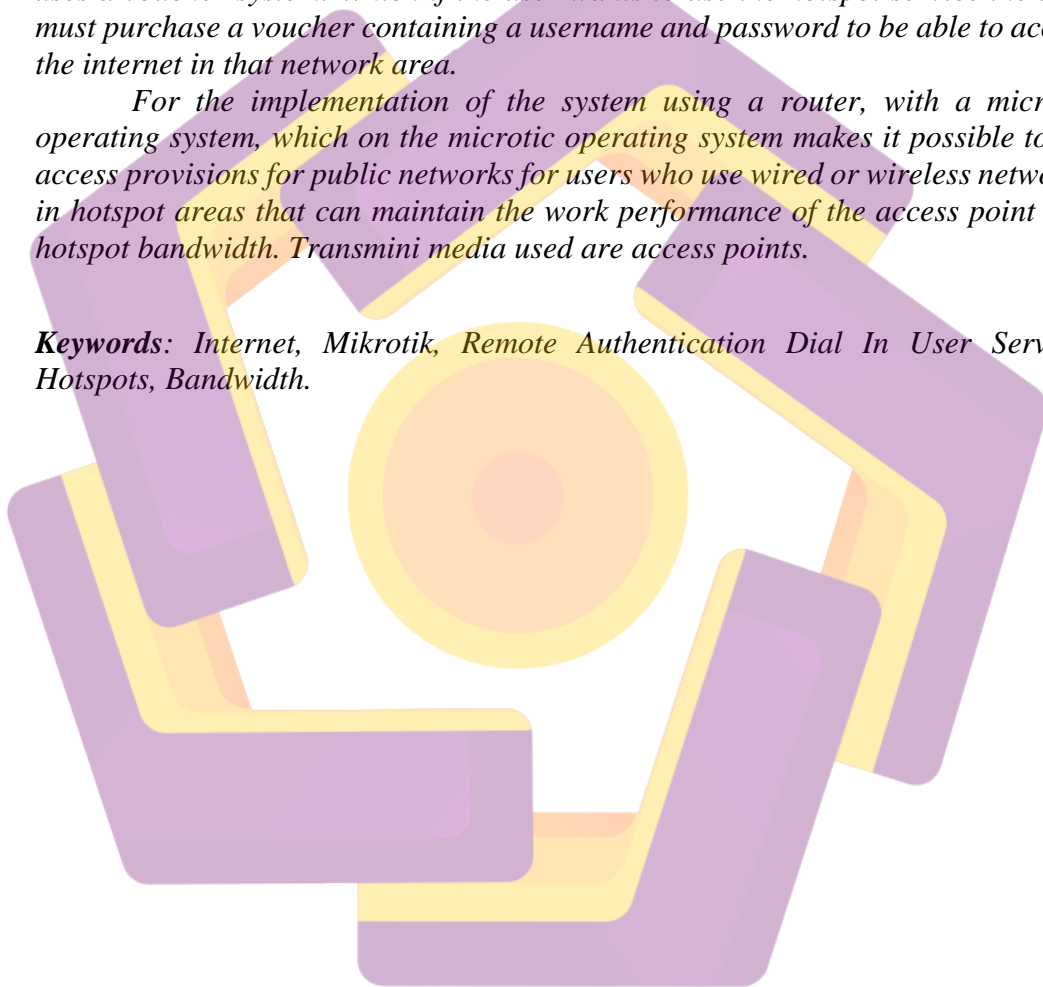 must purchase a voucher containing a username and password to be able to
the internet in that network area.
For the implementation of the system using a router, with a
operating system, which on the microtic operating system makes it possible to
access provisions for public networks for users who use wired or wireless
in hotspot areas that can maintain the work performance of the access point
hotspot bandwidth. Transmini media used are access points.
Keywords: Internet, Mikrotik, Remote Authentication Dial In User
Hotspots, Bandwidth.